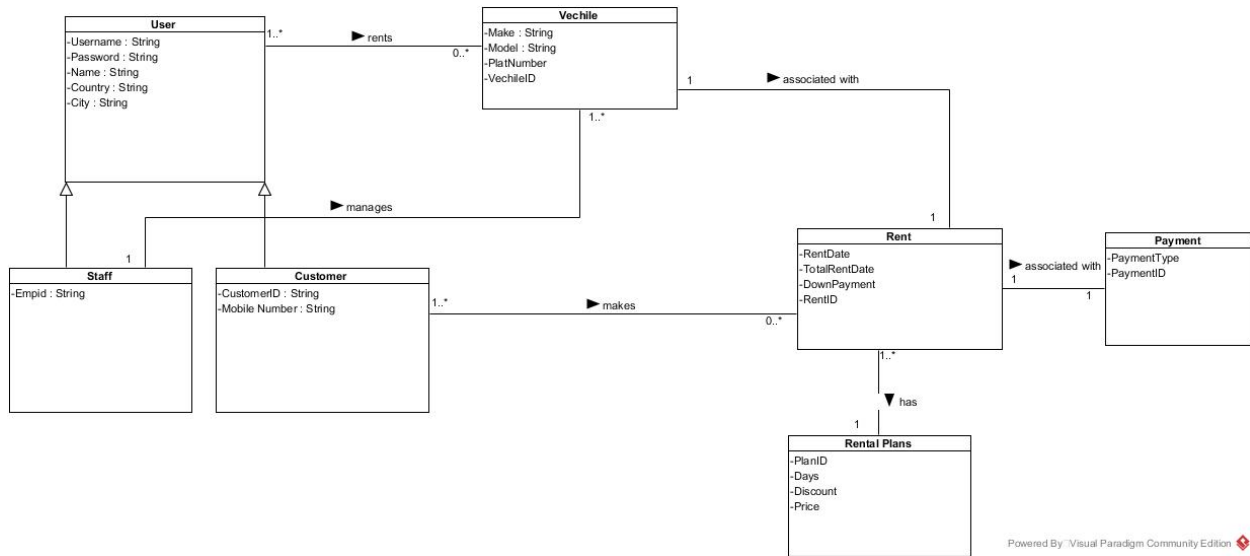 User
-Username : String
-Password : String
-Name : String
-Country : String
-City : String
1..*
rents
0..*
Vechile
-Make : String
-Model : String
-PlatNumber
-VechileID
1
associated with
1..*
manages
1
1
Staff
-Empid : String
Customer
-CustomerID : String
-Mobile Number : String
1..*
makes
0..*
Rent
-RentDate
-TotalRentDate
-DownPayment
-RentID
associated with
1
1
Payment
-PaymentType
-PaymentID
1..*
has
1
Rental Plans
-PlanID
-Days
-Discount
-Price
Powered By Visual Paradigm Community Edition